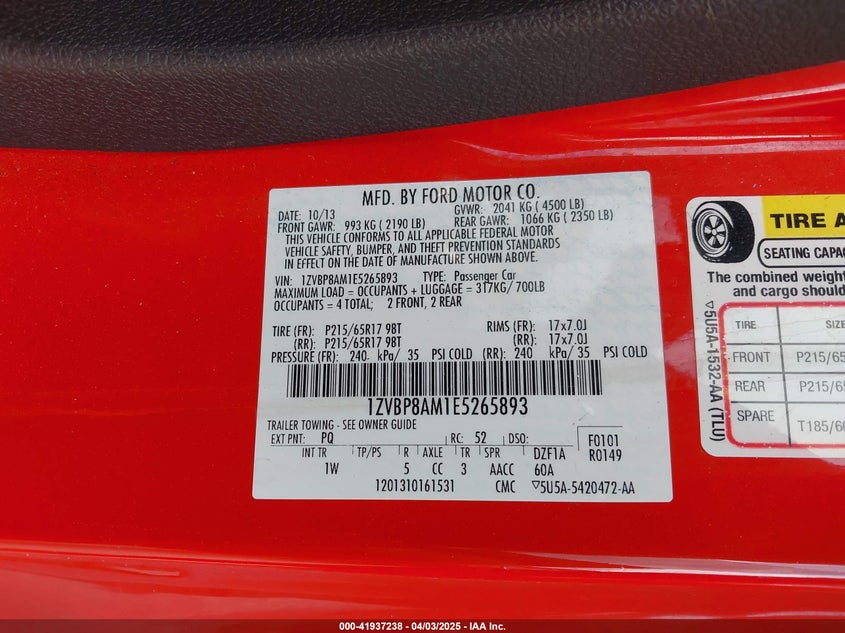 MFD. BY FORD MOTOR CO.
DATE: 10/13 GVWR: 2041 KG ( 4500 LB)
FRONT GAWR: 993 KG ( 2190 LB) REAR GAWR: 1066 KG ( 2350 LB)
THIS VEHICLE CONFORMS TO ALL APPLICABLE FEDERAL MOTOR
VEHICLE SAFETY, BUMPER, AND THEFT PREVENTION STANDARDS
IN EFFECT ON THE DATE OF MANUFACTURE SHOWN ABOVE.
VIN: 1ZVBP8AM1E5265893 TYPE: Passenger Car
MAXIMUM LOAD = OCCUPANTS + LUGGAGE = 317KG/ 700LB
OCCUPANTS = 4 TOTAL; 2 FRONT, 2 REAR
TIRE (FR): P215/65R17 98T RIMS (FR): 17x7.0J
(RR): P215/65R17 98T (RR): 17x7.0J
PRESSURE (FR): 240 kPa/ 35 PSI COLD (RR): 240 kPa/ 35 PSI COLD
1ZVBP8AM1E5265893
TRAILER TOWING - SEE OWNER GUIDE
EXT PNT: PQ RC: 52 DSO: F0101
INT TR TP/PS R AXLE TR SPR DZF1A R0149
1W 5 CC 3 AACC 60A
1201310161531 CMC ▽5U5A-5420472-AA
TIRE A
SEATING CAPAC
The combined weight
and cargo should
TIRE SIZE
FRONT P215/65
REAR P215/65
SPARE T185/60
▽5U5A-1532-AA (TLU)
000-41937238 - 04/03/2025 - IAA Inc.